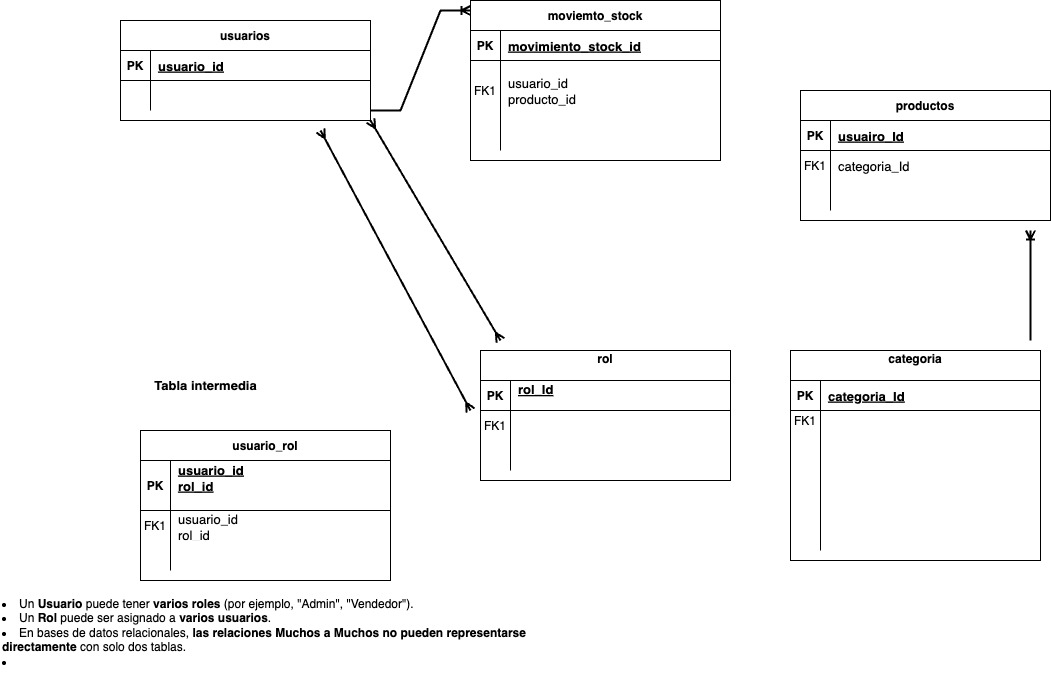 usuarios
PK usuario_id
moviemto_stock
PK movimiento_stock_id
FK1 usuario_id
producto_id
productos
PK usuairo_Id
FK1 categoria_Id
rol
PK rol_Id
FK1
categoria
PK categoria_Id
FK1
Tabla intermedia
usuario_rol
usuario_id
PK rol_id
FK1 usuario_id
rol_id
• Un Usuario puede tener varios roles (por ejemplo, "Admin", "Vendedor").
• Un Rol puede ser asignado a varios usuarios.
• En bases de datos relacionales, las relaciones Muchos a Muchos no pueden representarse
directamente con solo dos tablas.
•